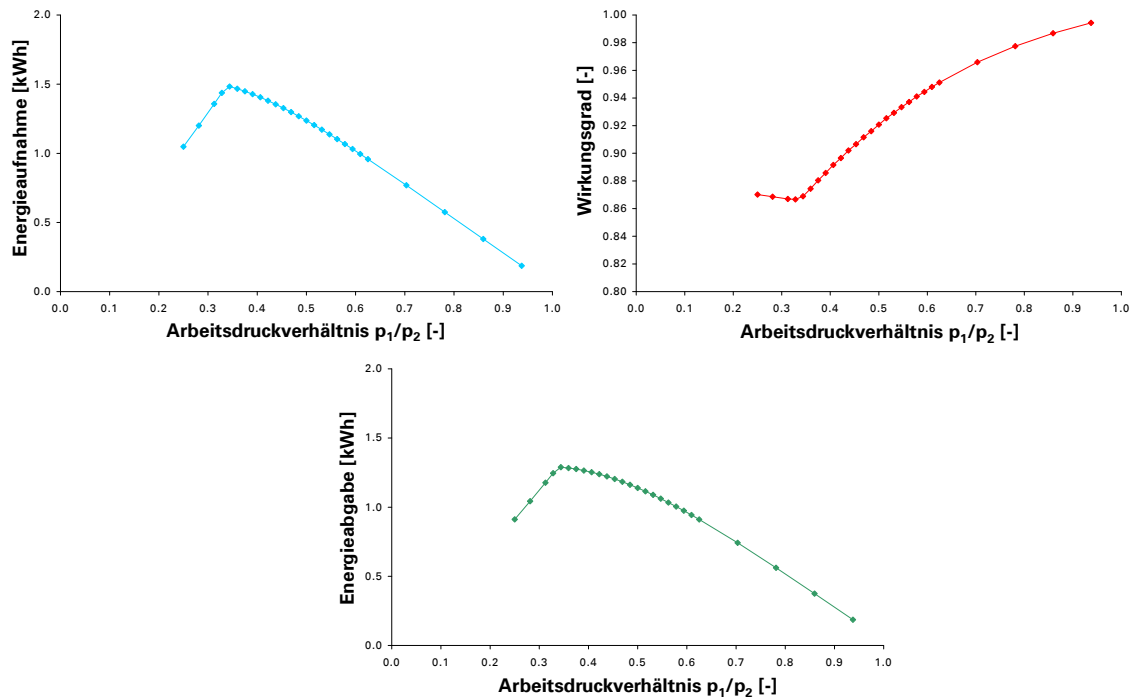 2.0
1.5
1.0
0.5
0.0
Energieaufnahme [kWh]
0.0 0.1 0.2 0.3 0.4 0.5 0.6 0.7 0.8 0.9 1.0
Arbeitsdruckverhältnis p₁/p₂ [-]
1.00
0.98
0.96
0.94
0.92
0.90
0.88
0.86
0.84
0.82
0.80
Wirkungsgrad [-]
0.0 0.1 0.2 0.3 0.4 0.5 0.6 0.7 0.8 0.9 1.0
Arbeitsdruckverhältnis p₁/p₂ [-]
2.0
1.5
1.0
0.5
0.0
Energieabgabe [kWh]
0.0 0.1 0.2 0.3 0.4 0.5 0.6 0.7 0.8 0.9 1.0
Arbeitsdruckverhältnis p₁/p₂ [-]